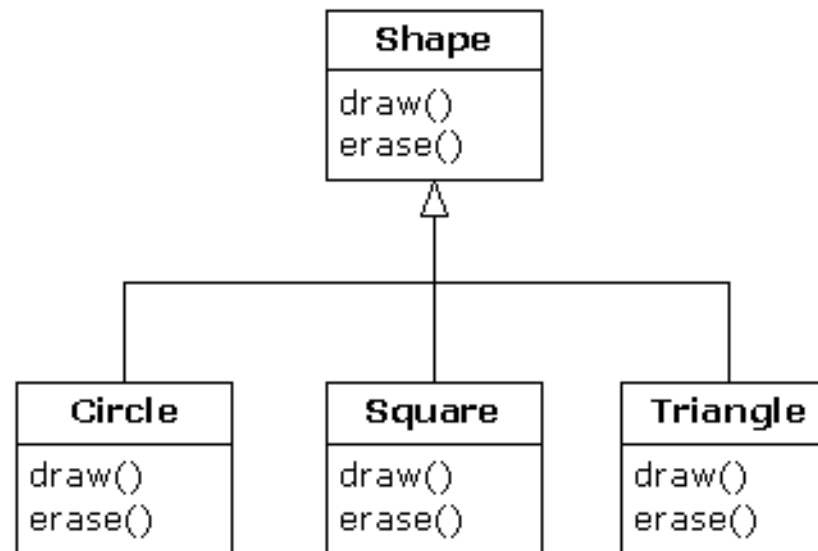 Shape
draw()
erase()
Circle
draw()
erase()
Square
draw()
erase()
Triangle
draw()
erase()